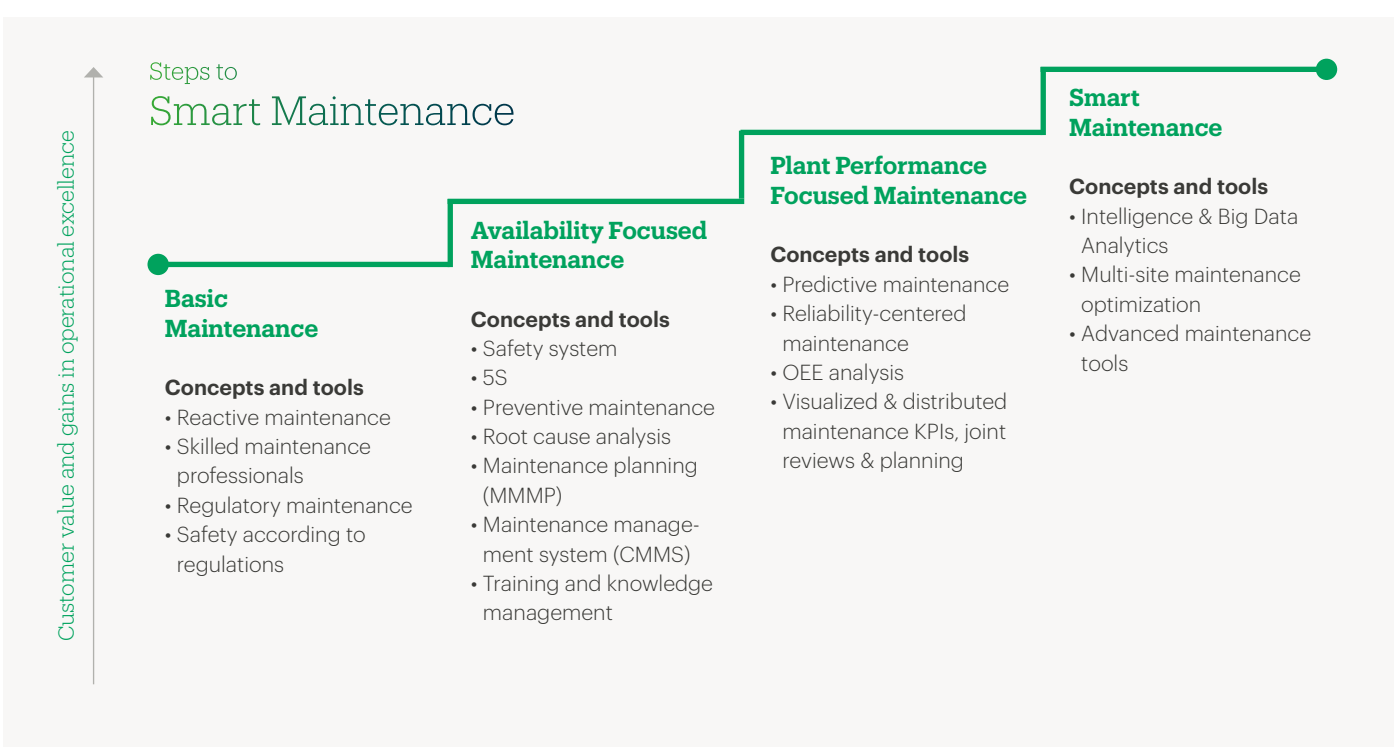 Steps to
Smart Maintenance
Customer value and gains in operational excellence
Basic
Maintenance
Concepts and tools
• Reactive maintenance
• Skilled maintenance
professionals
• Regulatory maintenance
• Safety according to
regulations
Availability Focused
Maintenance
Concepts and tools
• Safety system
• 5S
• Preventive maintenance
• Root cause analysis
• Maintenance planning
(MMMP)
• Maintenance manage-
ment system (CMMS)
• Training and knowledge
management
Plant Performance
Focused Maintenance
Concepts and tools
• Predictive maintenance
• Reliability-centered
maintenance
• OEE analysis
• Visualized & distributed
maintenance KPIs, joint
reviews & planning
Smart
Maintenance
Concepts and tools
• Intelligence & Big Data
Analytics
• Multi-site maintenance
optimization
• Advanced maintenance
tools